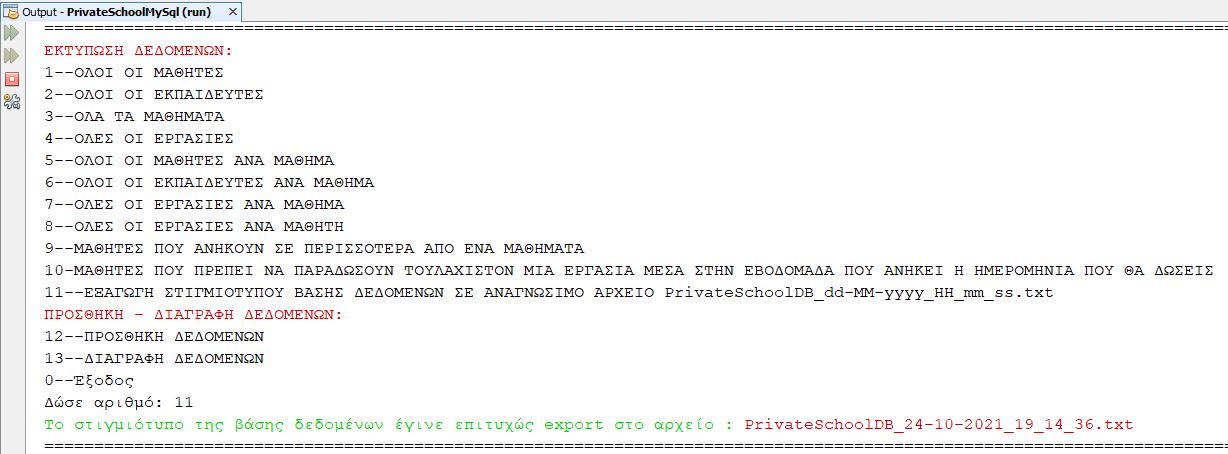 Output - PrivateSchoolMySql (run)
================================================================================
ΕΚΤΥΠΩΣΗ ΔΕΔΟΜΕΝΩΝ:
1--ΟΛΟΙ ΟΙ ΜΑΘΗΤΕΣ
2--ΟΛΟΙ ΟΙ ΕΚΠΑΙΔΕΥΤΕΣ
3--ΟΛΑ ΤΑ ΜΑΘΗΜΑΤΑ
4--ΟΛΕΣ ΟΙ ΕΡΓΑΣΙΕΣ
5--ΟΛΟΙ ΟΙ ΜΑΘΗΤΕΣ ΑΝΑ ΜΑΘΗΜΑ
6--ΟΛΟΙ ΟΙ ΕΚΠΑΙΔΕΥΤΕΣ ΑΝΑ ΜΑΘΗΜΑ
7--ΟΛΕΣ ΟΙ ΕΡΓΑΣΙΕΣ ΑΝΑ ΜΑΘΗΜΑ
8--ΟΛΕΣ ΟΙ ΕΡΓΑΣΙΕΣ ΑΝΑ ΜΑΘΗΤΗ
9--ΜΑΘΗΤΕΣ ΠΟΥ ΑΝΗΚΟΥΝ ΣΕ ΠΕΡΙΣΣΟΤΕΡΑ ΑΠΟ ΕΝΑ ΜΑΘΗΜΑΤΑ
10-ΜΑΘΗΤΕΣ ΠΟΥ ΠΡΕΠΕΙ ΝΑ ΠΑΡΑΔΩΣΟΥΝ ΤΟΥΛΑΧΙΣΤΟΝ ΜΙΑ ΕΡΓΑΣΙΑ ΜΕΣΑ ΣΤΗΝ ΕΒΟΔΟΜΑΔΑ ΠΟΥ ΑΝΗΚΕΙ Η ΗΜΕΡΟΜΗΝΙΑ ΠΟΥ ΘΑ ΔΩΣΕΙΣ
11--ΕΞΑΓΩΓΗ ΣΤΙΓΜΙΟΤΥΠΟΥ ΒΑΣΗΣ ΔΕΔΟΜΕΝΩΝ ΣΕ ΑΝΑΓΝΩΣΙΜΟ ΑΡΧΕΙΟ PrivateSchoolDB_dd-MM-yyyy_HH_mm_ss.txt
ΠΡΟΣΘΗΚΗ - ΔΙΑΓΡΑΦΗ ΔΕΔΟΜΕΝΩΝ:
12--ΠΡΟΣΘΗΚΗ ΔΕΔΟΜΕΝΩΝ
13--ΔΙΑΓΡΑΦΗ ΔΕΔΟΜΕΝΩΝ
0--Έξοδος
Δώσε αριθμό: 11
Το στιγμιότυπο της βάσης δεδομένων έγινε επιτυχώς export στο αρχείο : PrivateSchoolDB_24-10-2021_19_14_36.txt
================================================================================